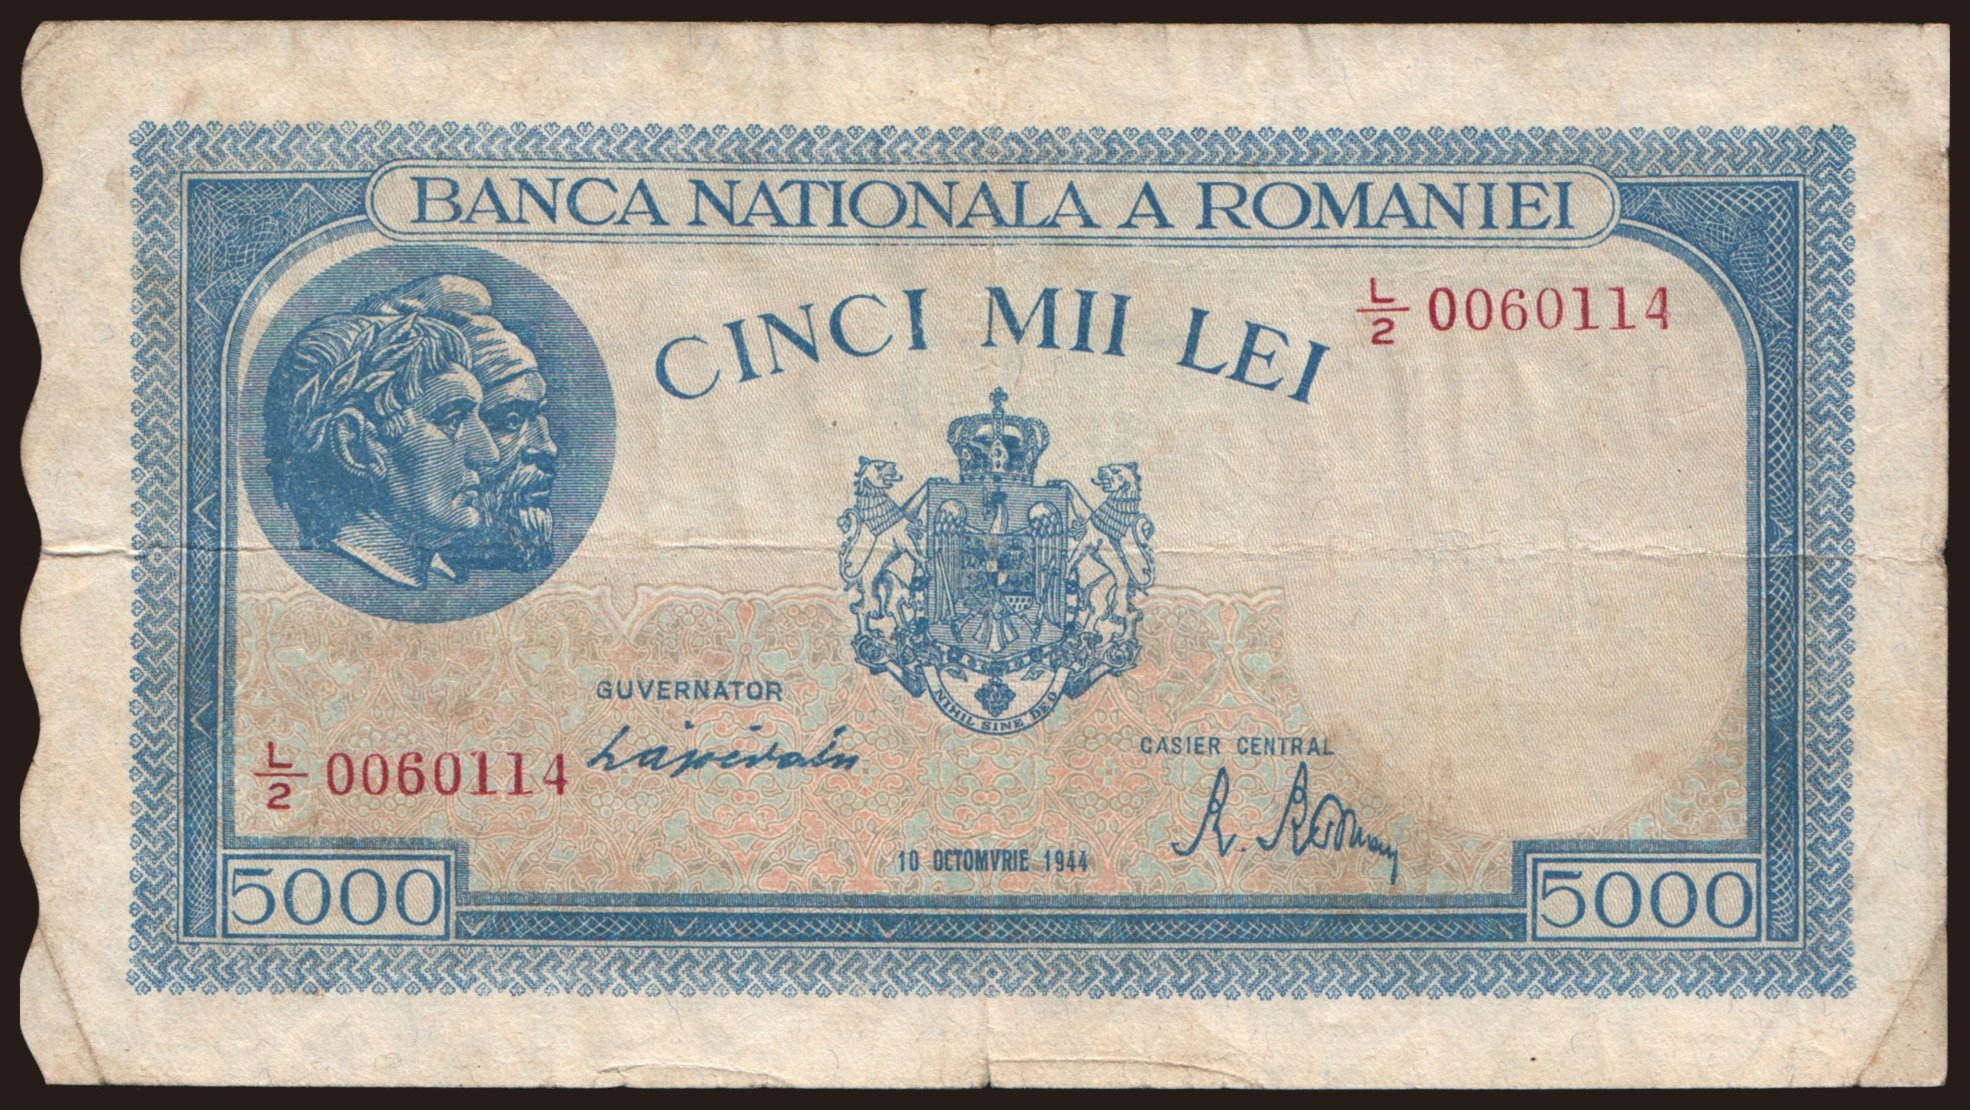 BANCA NATIONALA A ROMANIEI
CINCI MII LEI
L/2 0060114
NIHIL SINE DEO
GUVERNATOR
L/2 0060114
CASIER CENTRAL
10 OCTOMVRIE 1944
5000
5000